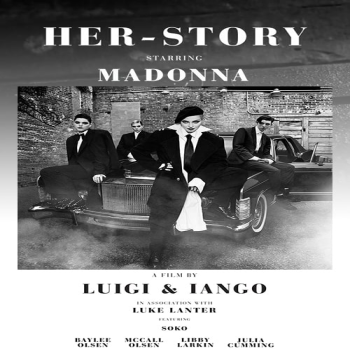 HER-STORY
STARRING
MADONNA
A FILM BY
LUIGI & IANGO
IN ASSOCIATION WITH
LUKE LANTER
FEATURING
SOKO
BAYLEE MCCALL LIBBY JULIA
OLSEN OLSEN LARKIN CUMMING